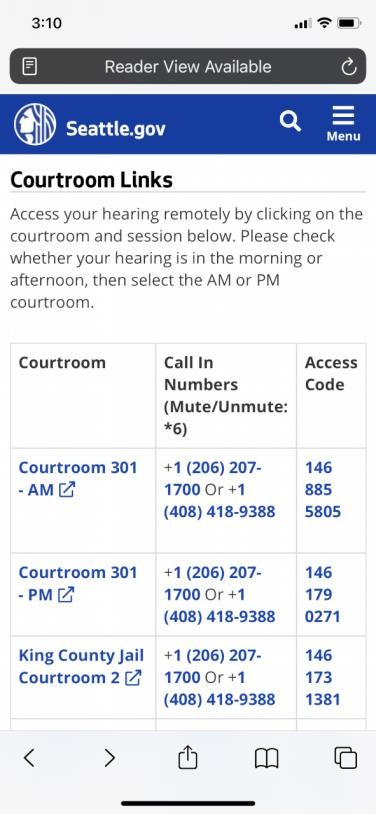 3:10
Reader View Available
Seattle.gov
Menu
Courtroom Links
Access your hearing remotely by clicking on the
courtroom and session below. Please check
whether your hearing is in the morning or
afternoon, then select the AM or PM
courtroom.
Courtroom
Call In
Numbers
(Mute/Unmute:
*6)
Access
Code
Courtroom 301
- AM
+1 (206) 207-
1700 Or +1
(408) 418-9388
146
885
5805
Courtroom 301
- PM
+1 (206) 207-
1700 Or +1
(408) 418-9388
146
179
0271
King County Jail
Courtroom 2
+1 (206) 207-
1700 Or +1
(408) 418-9388
146
173
1381